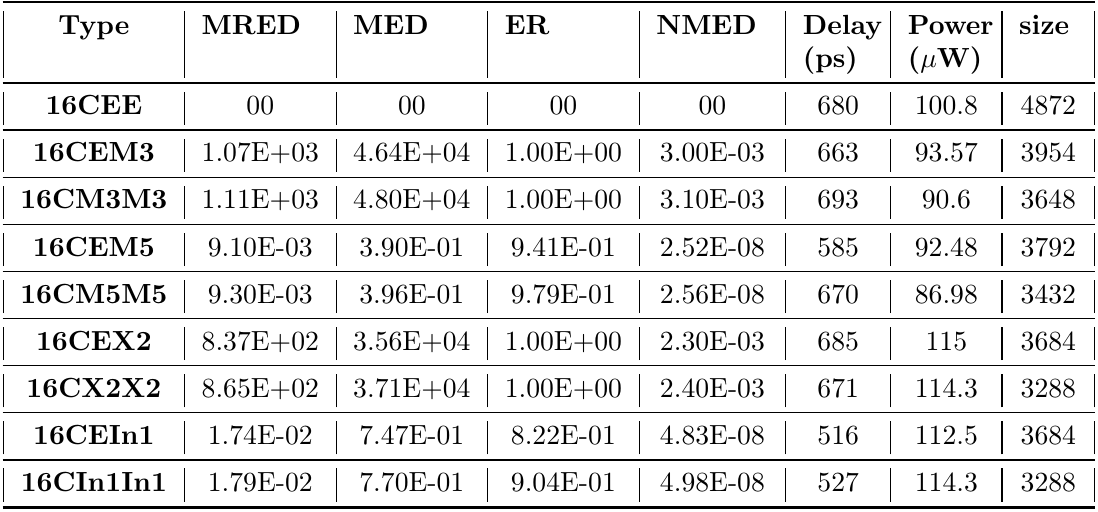 Type MRED MED ER NMED Delay (ps) Power (μW) size
16CEE 00 00 00 00 680 100.8 4872
16CEM3 1.07E+03 4.64E+04 1.00E+00 3.00E-03 663 93.57 3954
16CM3M3 1.11E+03 4.80E+04 1.00E+00 3.10E-03 693 90.6 3648
16CEM5 9.10E-03 3.90E-01 9.41E-01 2.52E-08 585 92.48 3792
16CM5M5 9.30E-03 3.96E-01 9.79E-01 2.56E-08 670 86.98 3432
16CEX2 8.37E+02 3.56E+04 1.00E+00 2.30E-03 685 115 3684
16CX2X2 8.65E+02 3.71E+04 1.00E+00 2.40E-03 671 114.3 3288
16CEIn1 1.74E-02 7.47E-01 8.22E-01 4.83E-08 516 112.5 3684
16CIn1In1 1.79E-02 7.70E-01 9.04E-01 4.98E-08 527 114.3 3288